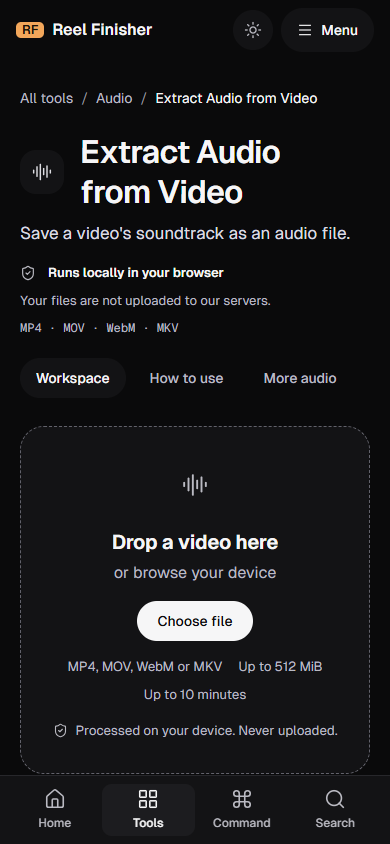 RF Reel Finisher
Menu
All tools / Audio / Extract Audio from Video
Extract Audio
from Video
Save a video's soundtrack as an audio file.
Runs locally in your browser
Your files are not uploaded to our servers.
MP4 · MOV · WebM · MKV
Workspace How to use More audio
Drop a video here
or browse your device
Choose file
MP4, MOV, WebM or MKV Up to 512 MiB
Up to 10 minutes
Processed on your device. Never uploaded.
Home Tools Command Search